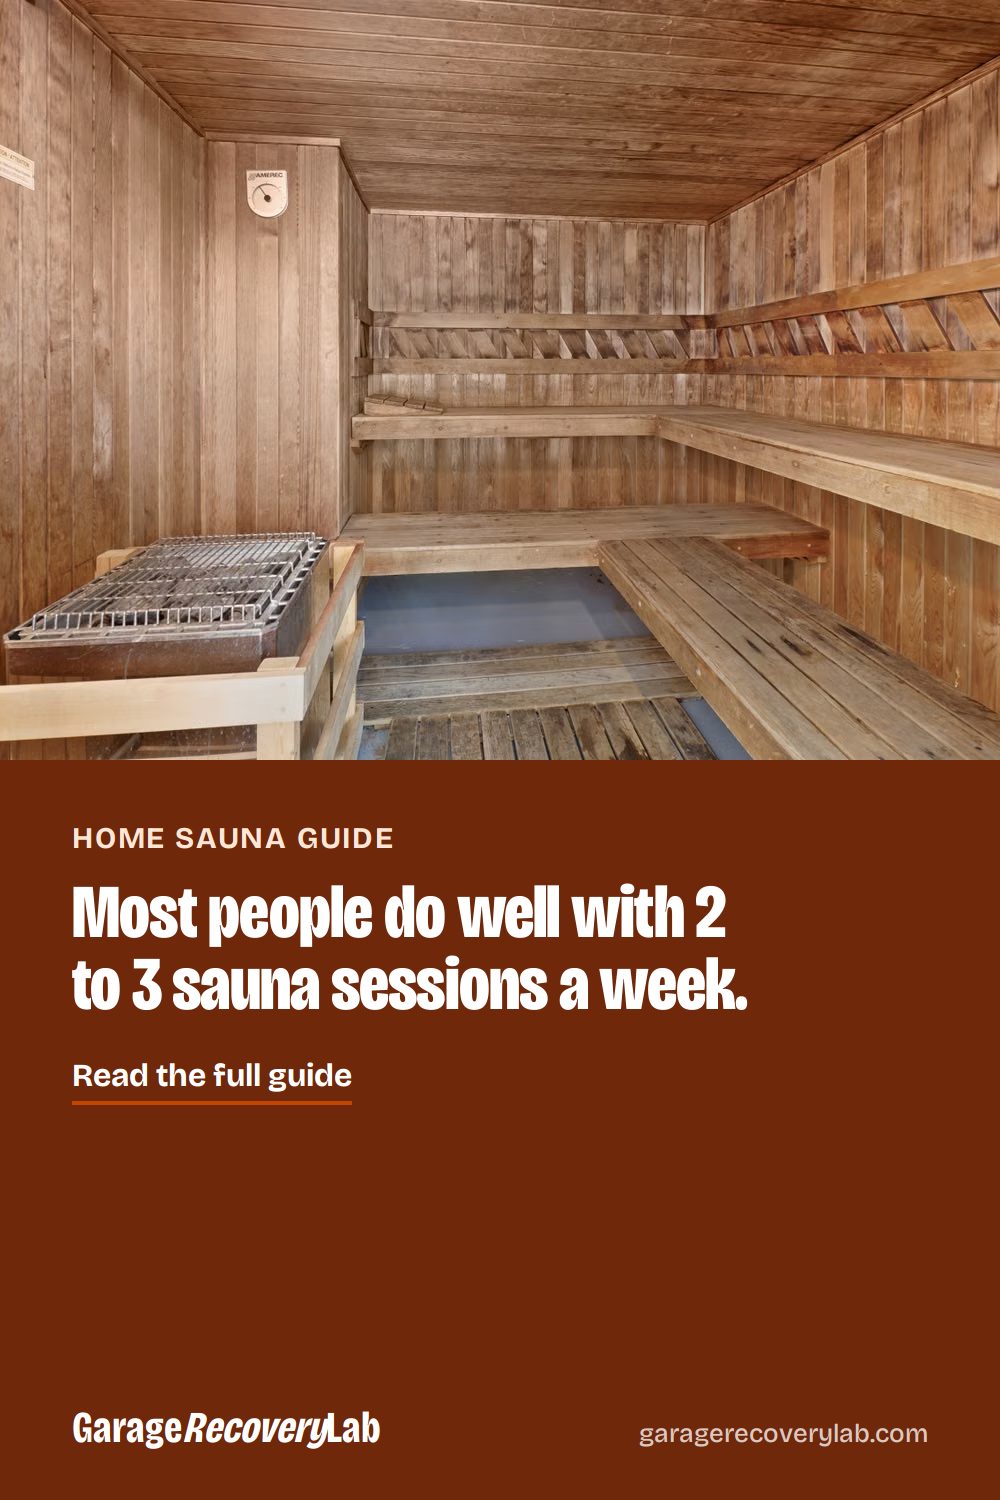 AMEREC
HOME SAUNA GUIDE
Most people do well with 2
to 3 sauna sessions a week.
Read the full guide
GarageRecoveryLab
garagerecoverylab.com